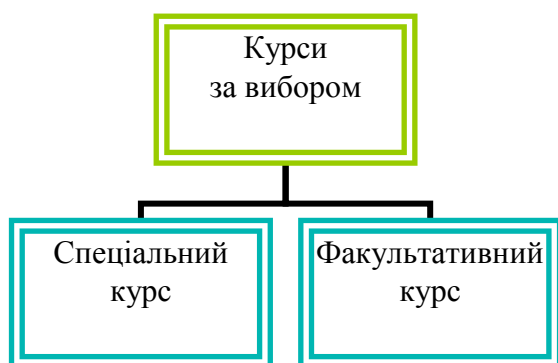 Курси
за вибором
Спеціальний
курс
Факультативний
курс